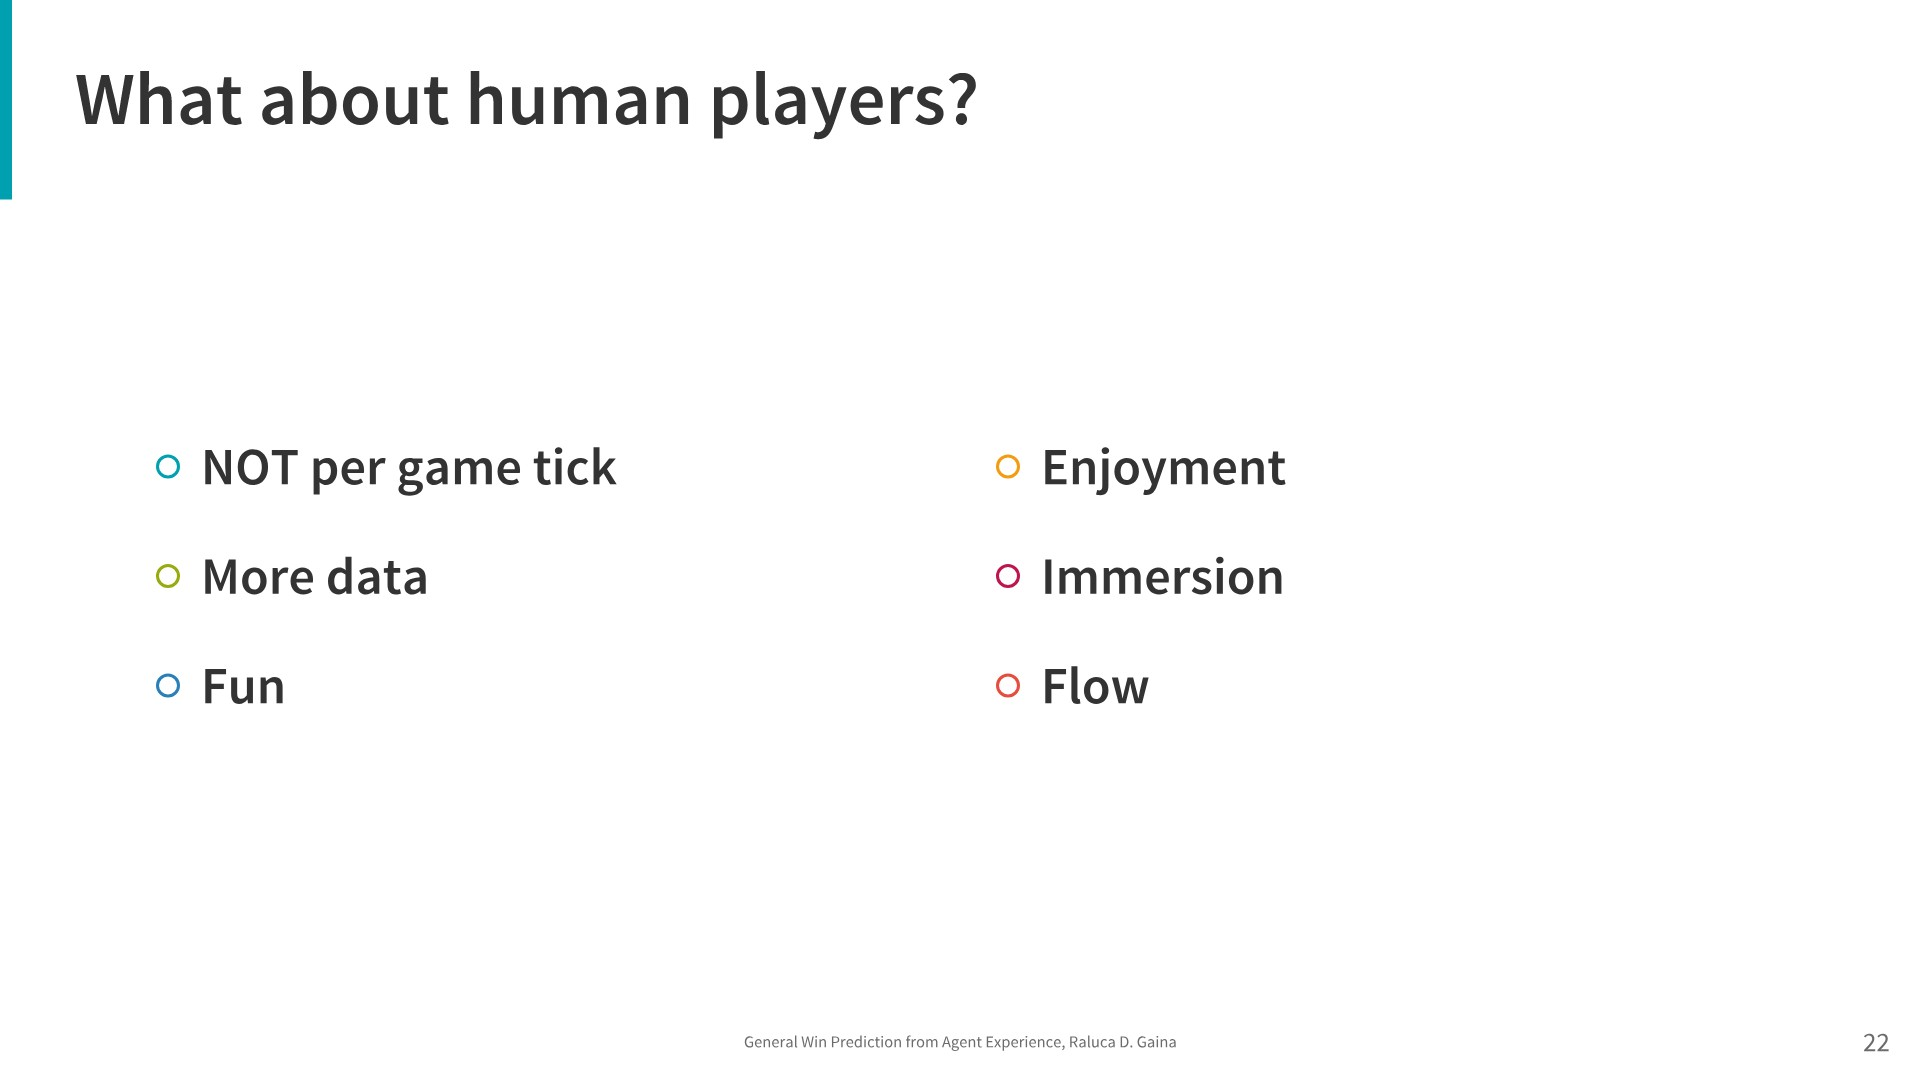 What about human players?
NOT per game tick
More data
Fun
Enjoyment
Immersion
Flow
General Win Prediction from Agent Experience, Raluca D. Gaina
22